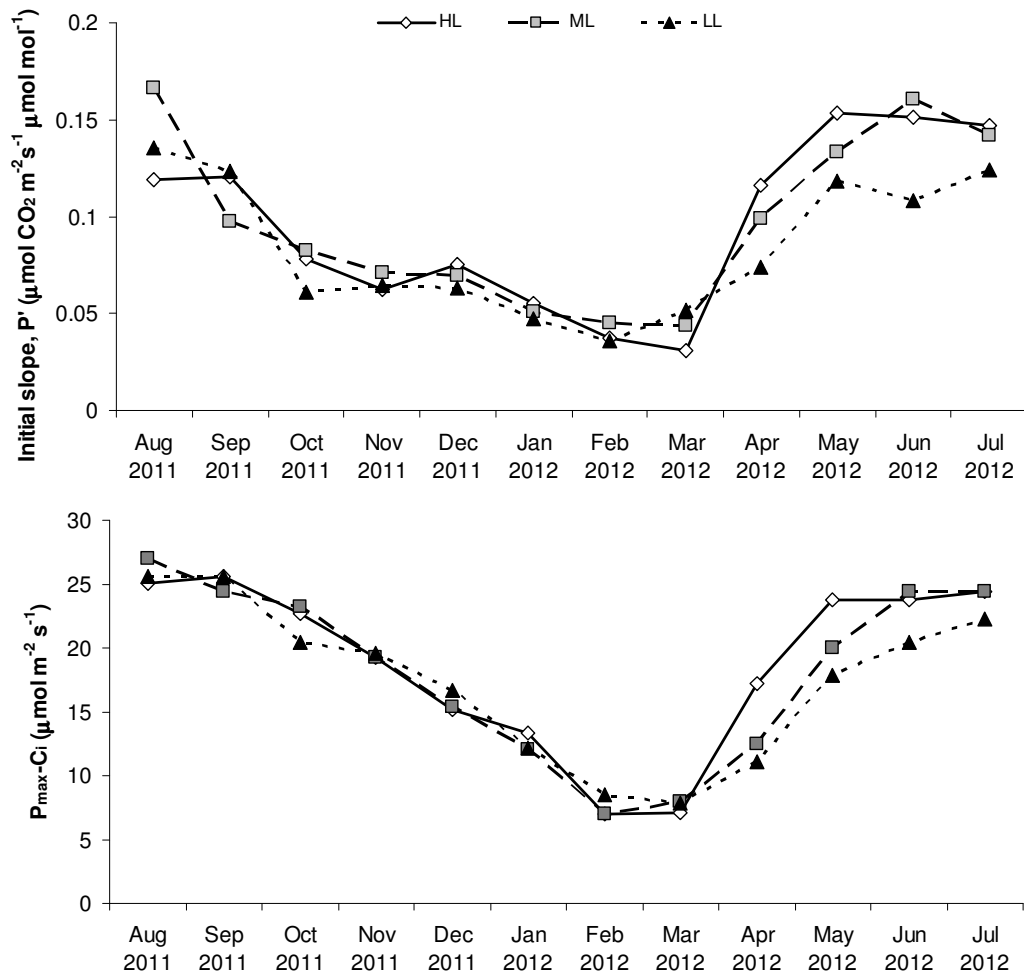 HL ML LL
Initial slope, P' (μmol CO₂ m⁻² s⁻¹ μmol mol⁻¹)
0.2
0.15
0.1
0.05
0
Aug Sep Oct Nov Dec Jan Feb Mar Apr May Jun Jul
2011 2011 2011 2011 2011 2012 2012 2012 2012 2012 2012 2012
Pmax-Ci (μmol m⁻² s⁻¹)
30
25
20
15
10
5
0
Aug Sep Oct Nov Dec Jan Feb Mar Apr May Jun Jul
2011 2011 2011 2011 2011 2012 2012 2012 2012 2012 2012 2012